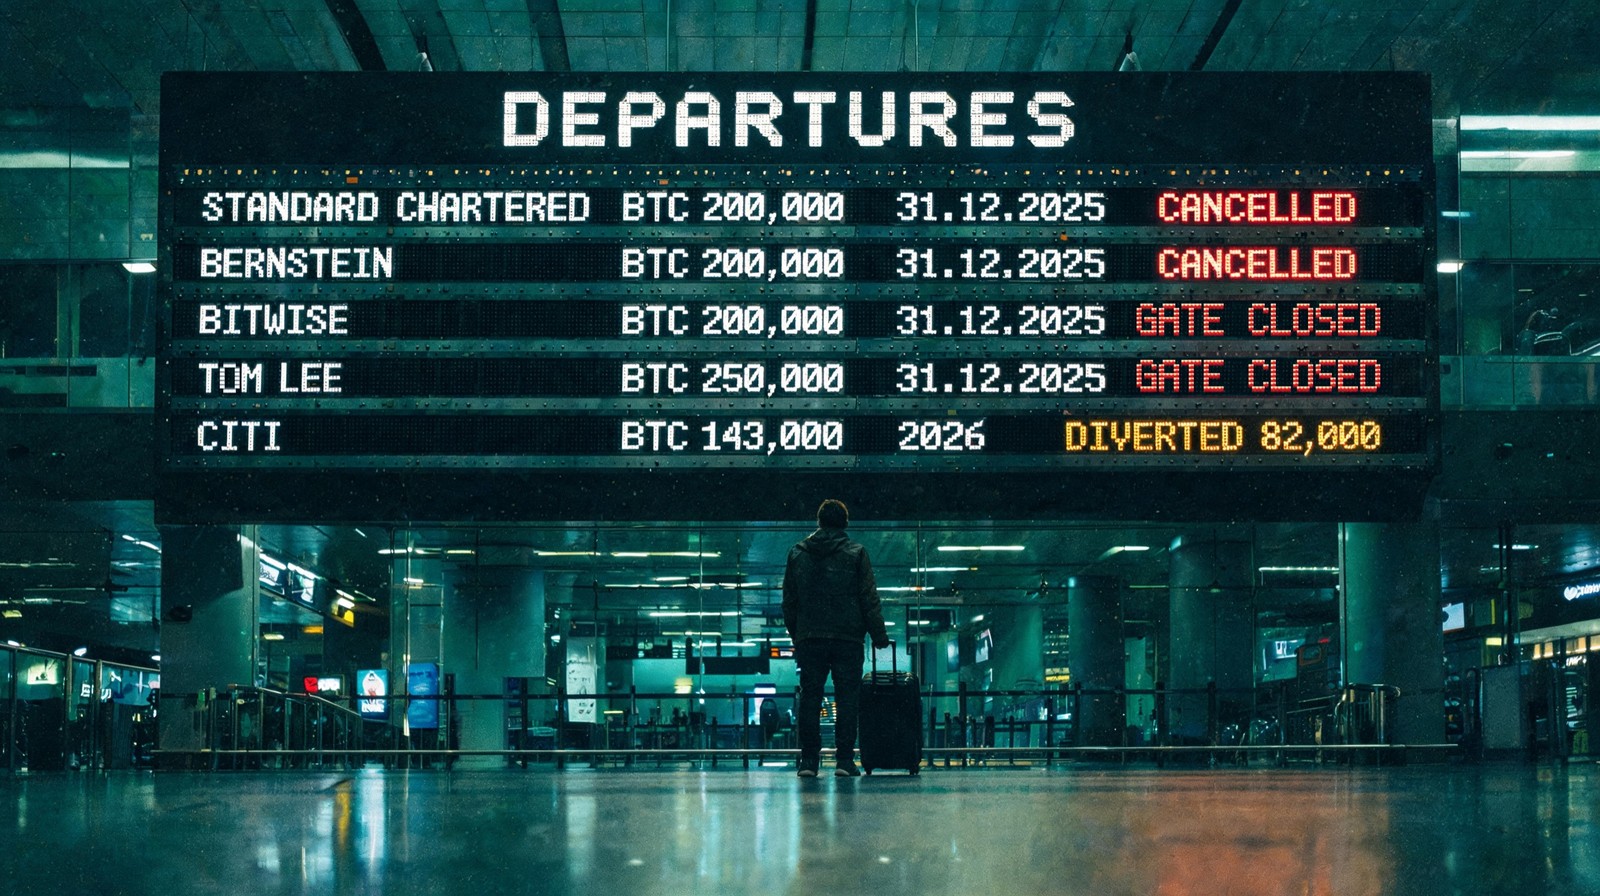 DEPARTURES
STANDARD CHARTERED BTC 200,000 31.12.2025 CANCELLED
BERNSTEIN BTC 200,000 31.12.2025 CANCELLED
BITWISE BTC 200,000 31.12.2025 GATE CLOSED
TOM LEE BTC 250,000 31.12.2025 GATE CLOSED
CITI BTC 143,000 2026 DIVERTED 82,000